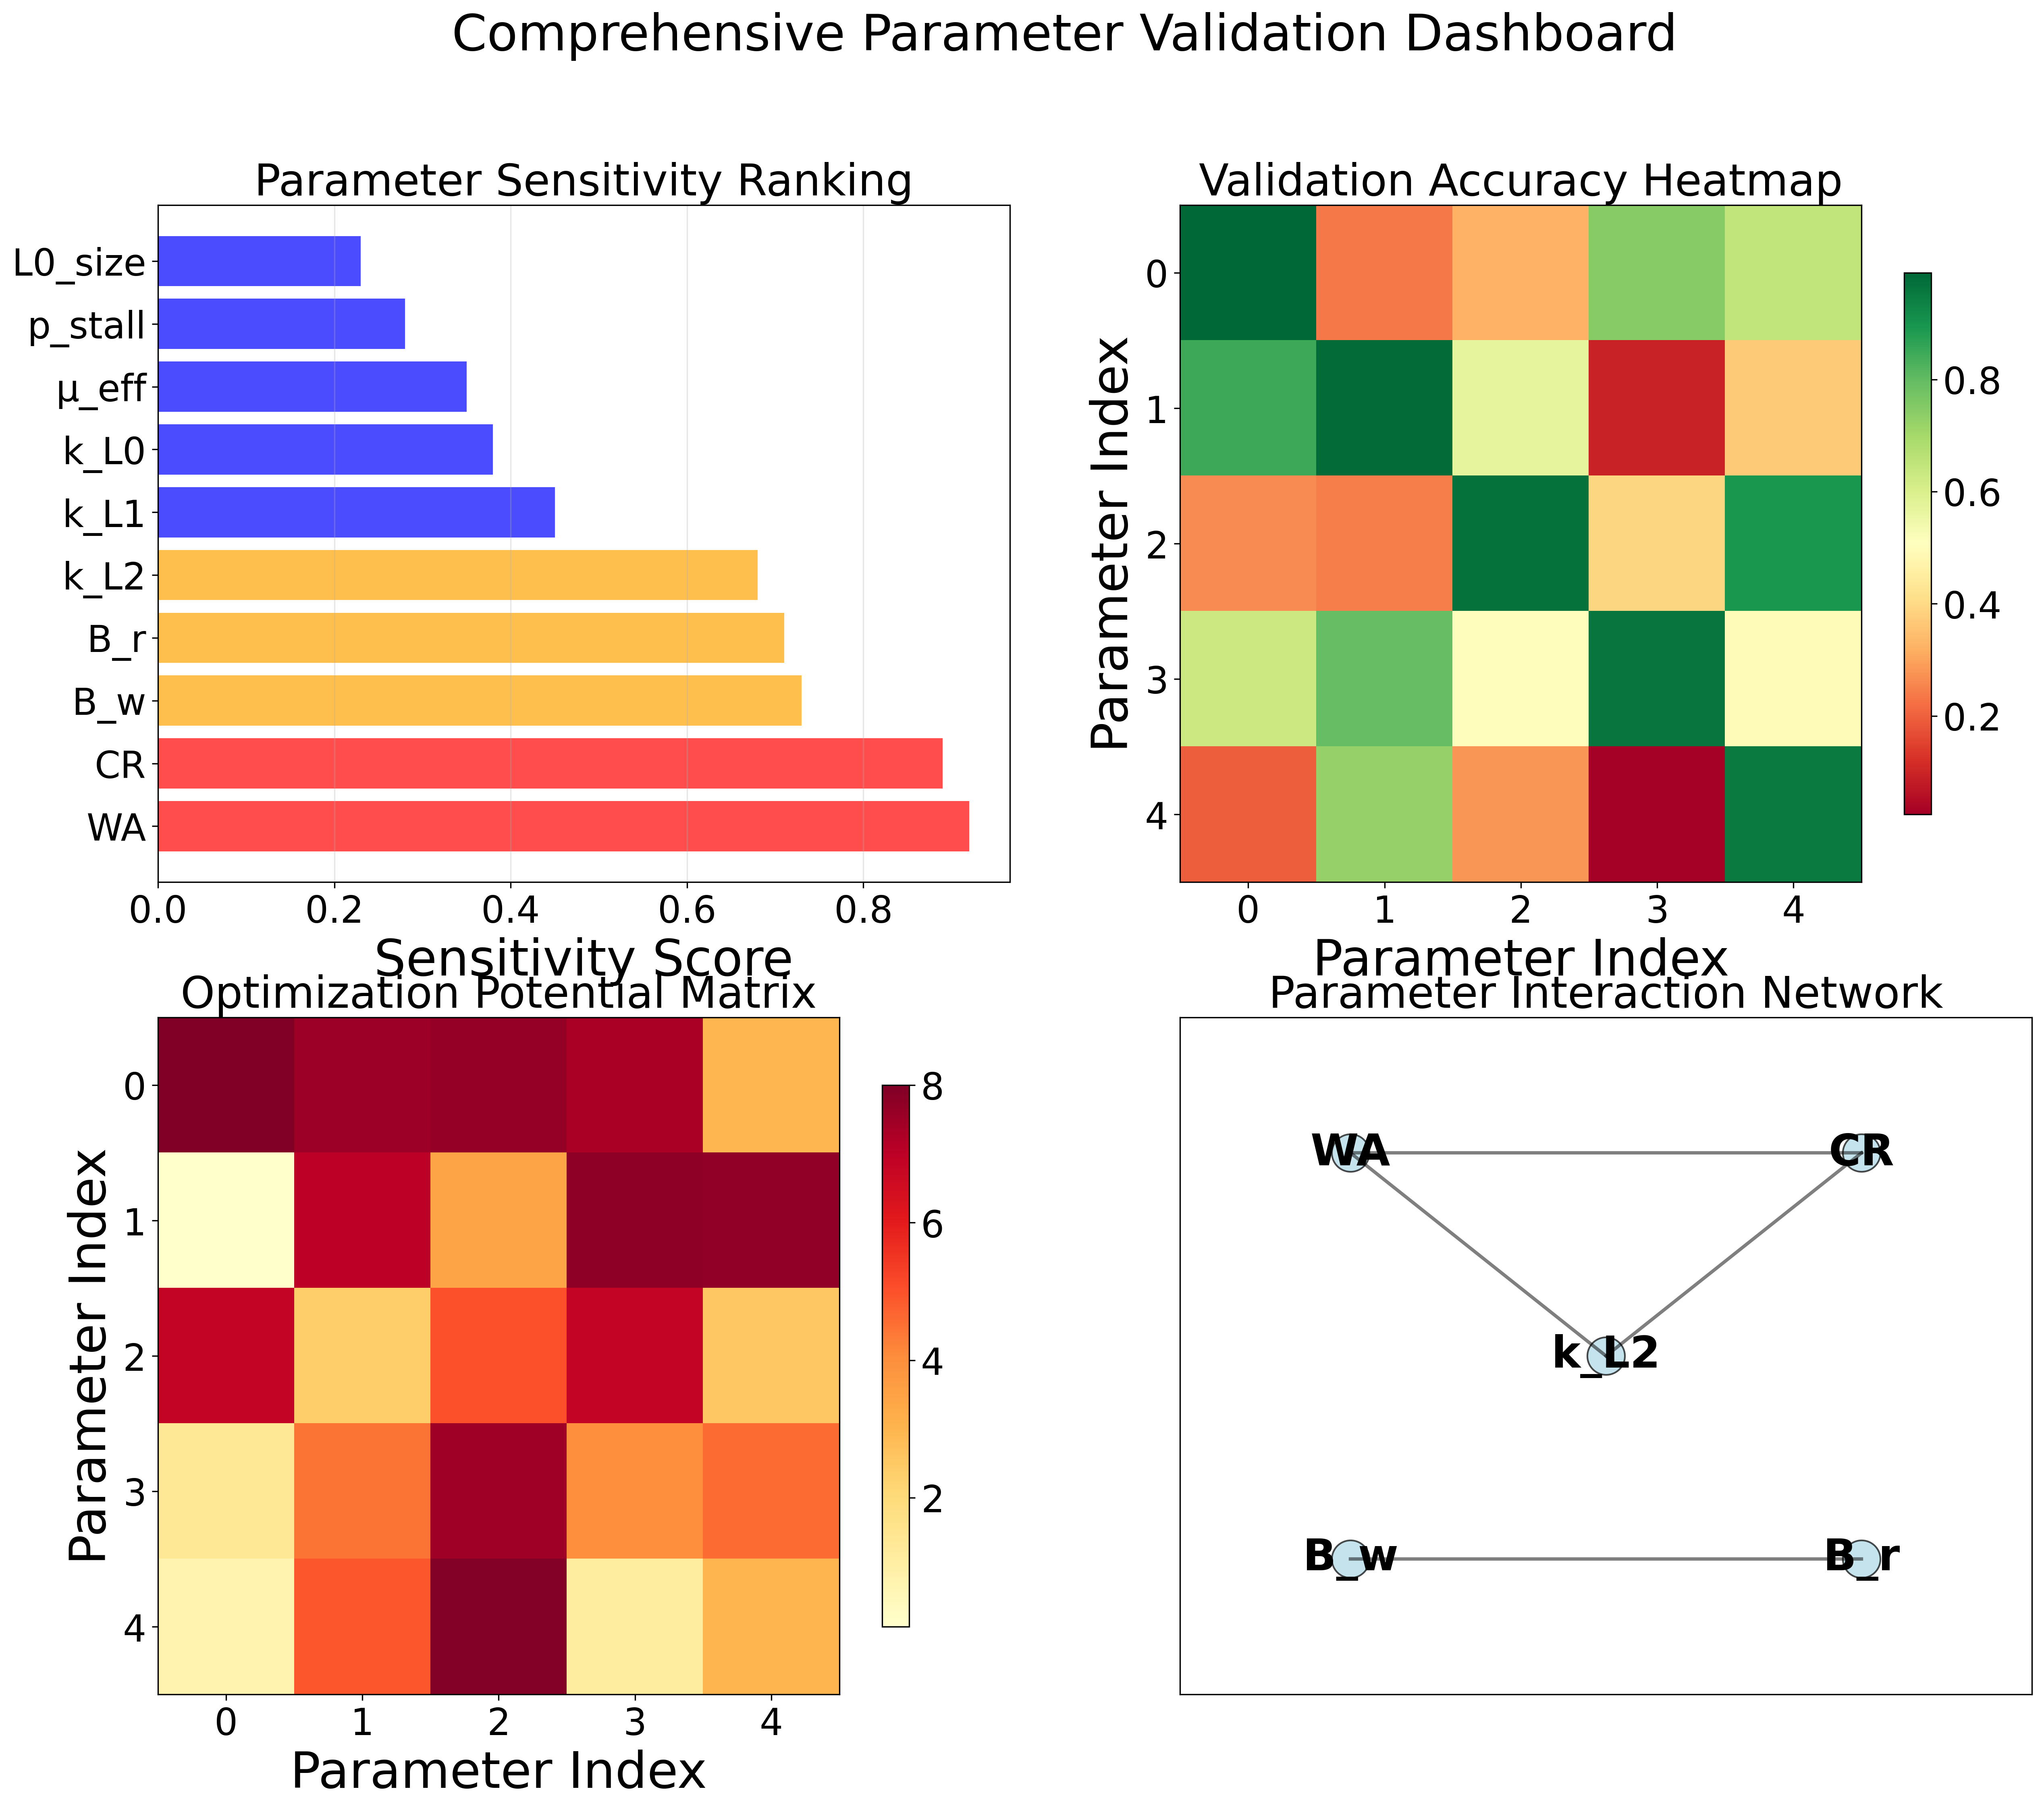 Comprehensive Parameter Validation Dashboard
Parameter Sensitivity Ranking
L0_size
p_stall
μ_eff
k_L0
k_L1
k_L2
B_r
B_w
CR
WA
0.0 0.2 0.4 0.6 0.8
Sensitivity Score
Validation Accuracy Heatmap
Parameter Index
0
1
2
3
4
0 1 2 3 4
Parameter Index
0.8
0.6
0.4
0.2
Optimization Potential Matrix
Parameter Index
0
1
2
3
4
0 1 2 3 4
Parameter Index
8
6
4
2
Parameter Interaction Network
WA CR
k_L2
B_w B_r